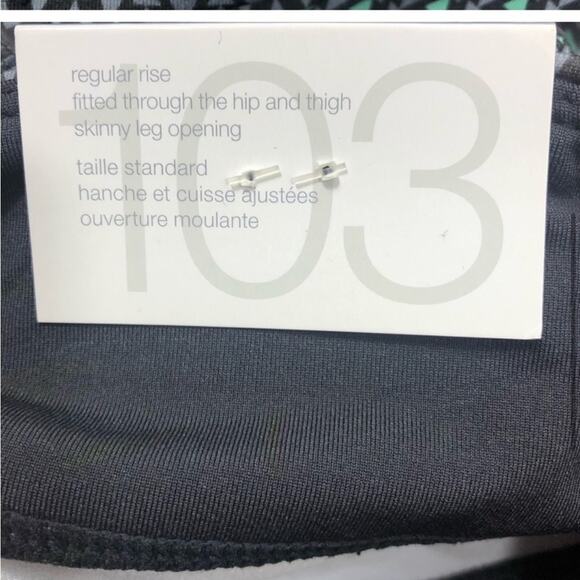 103
regular rise
fitted through the hip and thigh
skinny leg opening
taille standard
hanche et cuisse ajustées
ouverture moulante